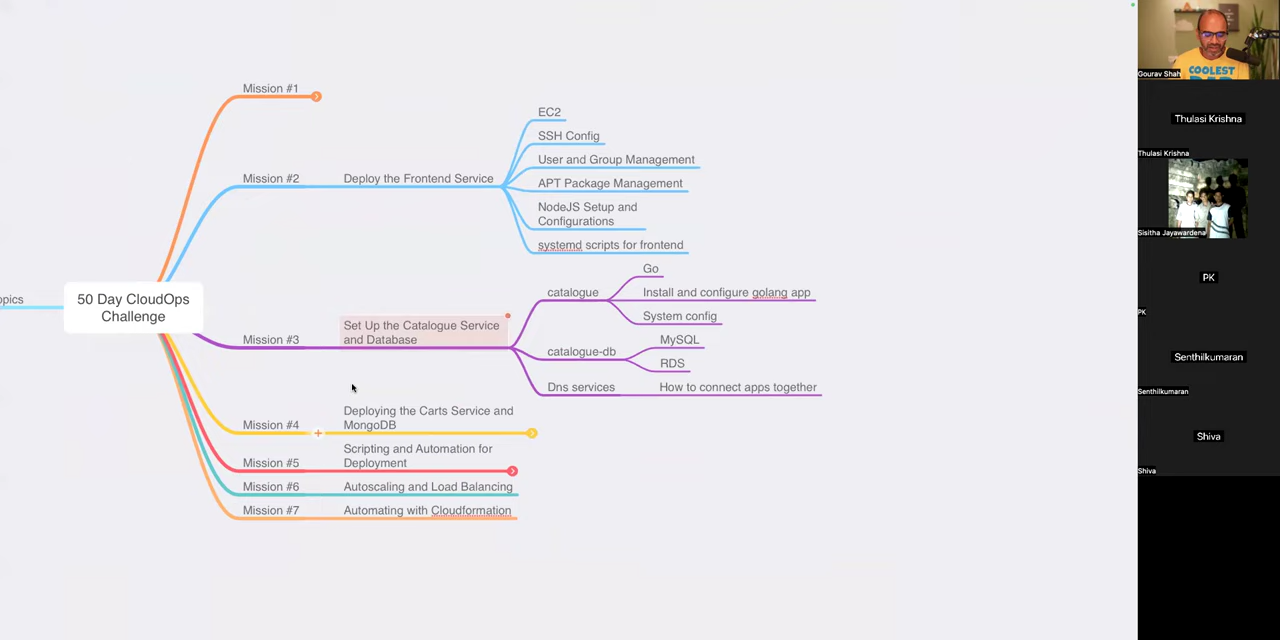 Mission #1
EC2
SSH Config
User and Group Management
Mission #2
Deploy the Frontend Service
APT Package Management
NodeJS Setup and
Configurations
systemd scripts for frontend
opics
50 Day CloudOps
Challenge
Mission #3
Set Up the Catalogue Service
and Database
catalogue
Go
Install and configure golang app
System config
catalogue-db
MySQL
RDS
Dns services
How to connect apps together
Mission #4
Deploying the Carts Service and
MongoDB
Mission #5
Scripting and Automation for
Deployment
Mission #6
Autoscaling and Load Balancing
Mission #7
Automating with Cloudformation
COOLEST
Gourav Shah
Thulasi Krishna
Thulasi Krishna
Sisitha Jayawardena
PK
PK
Senthilkumaran
Senthilkumaran
Shiva
Shiva